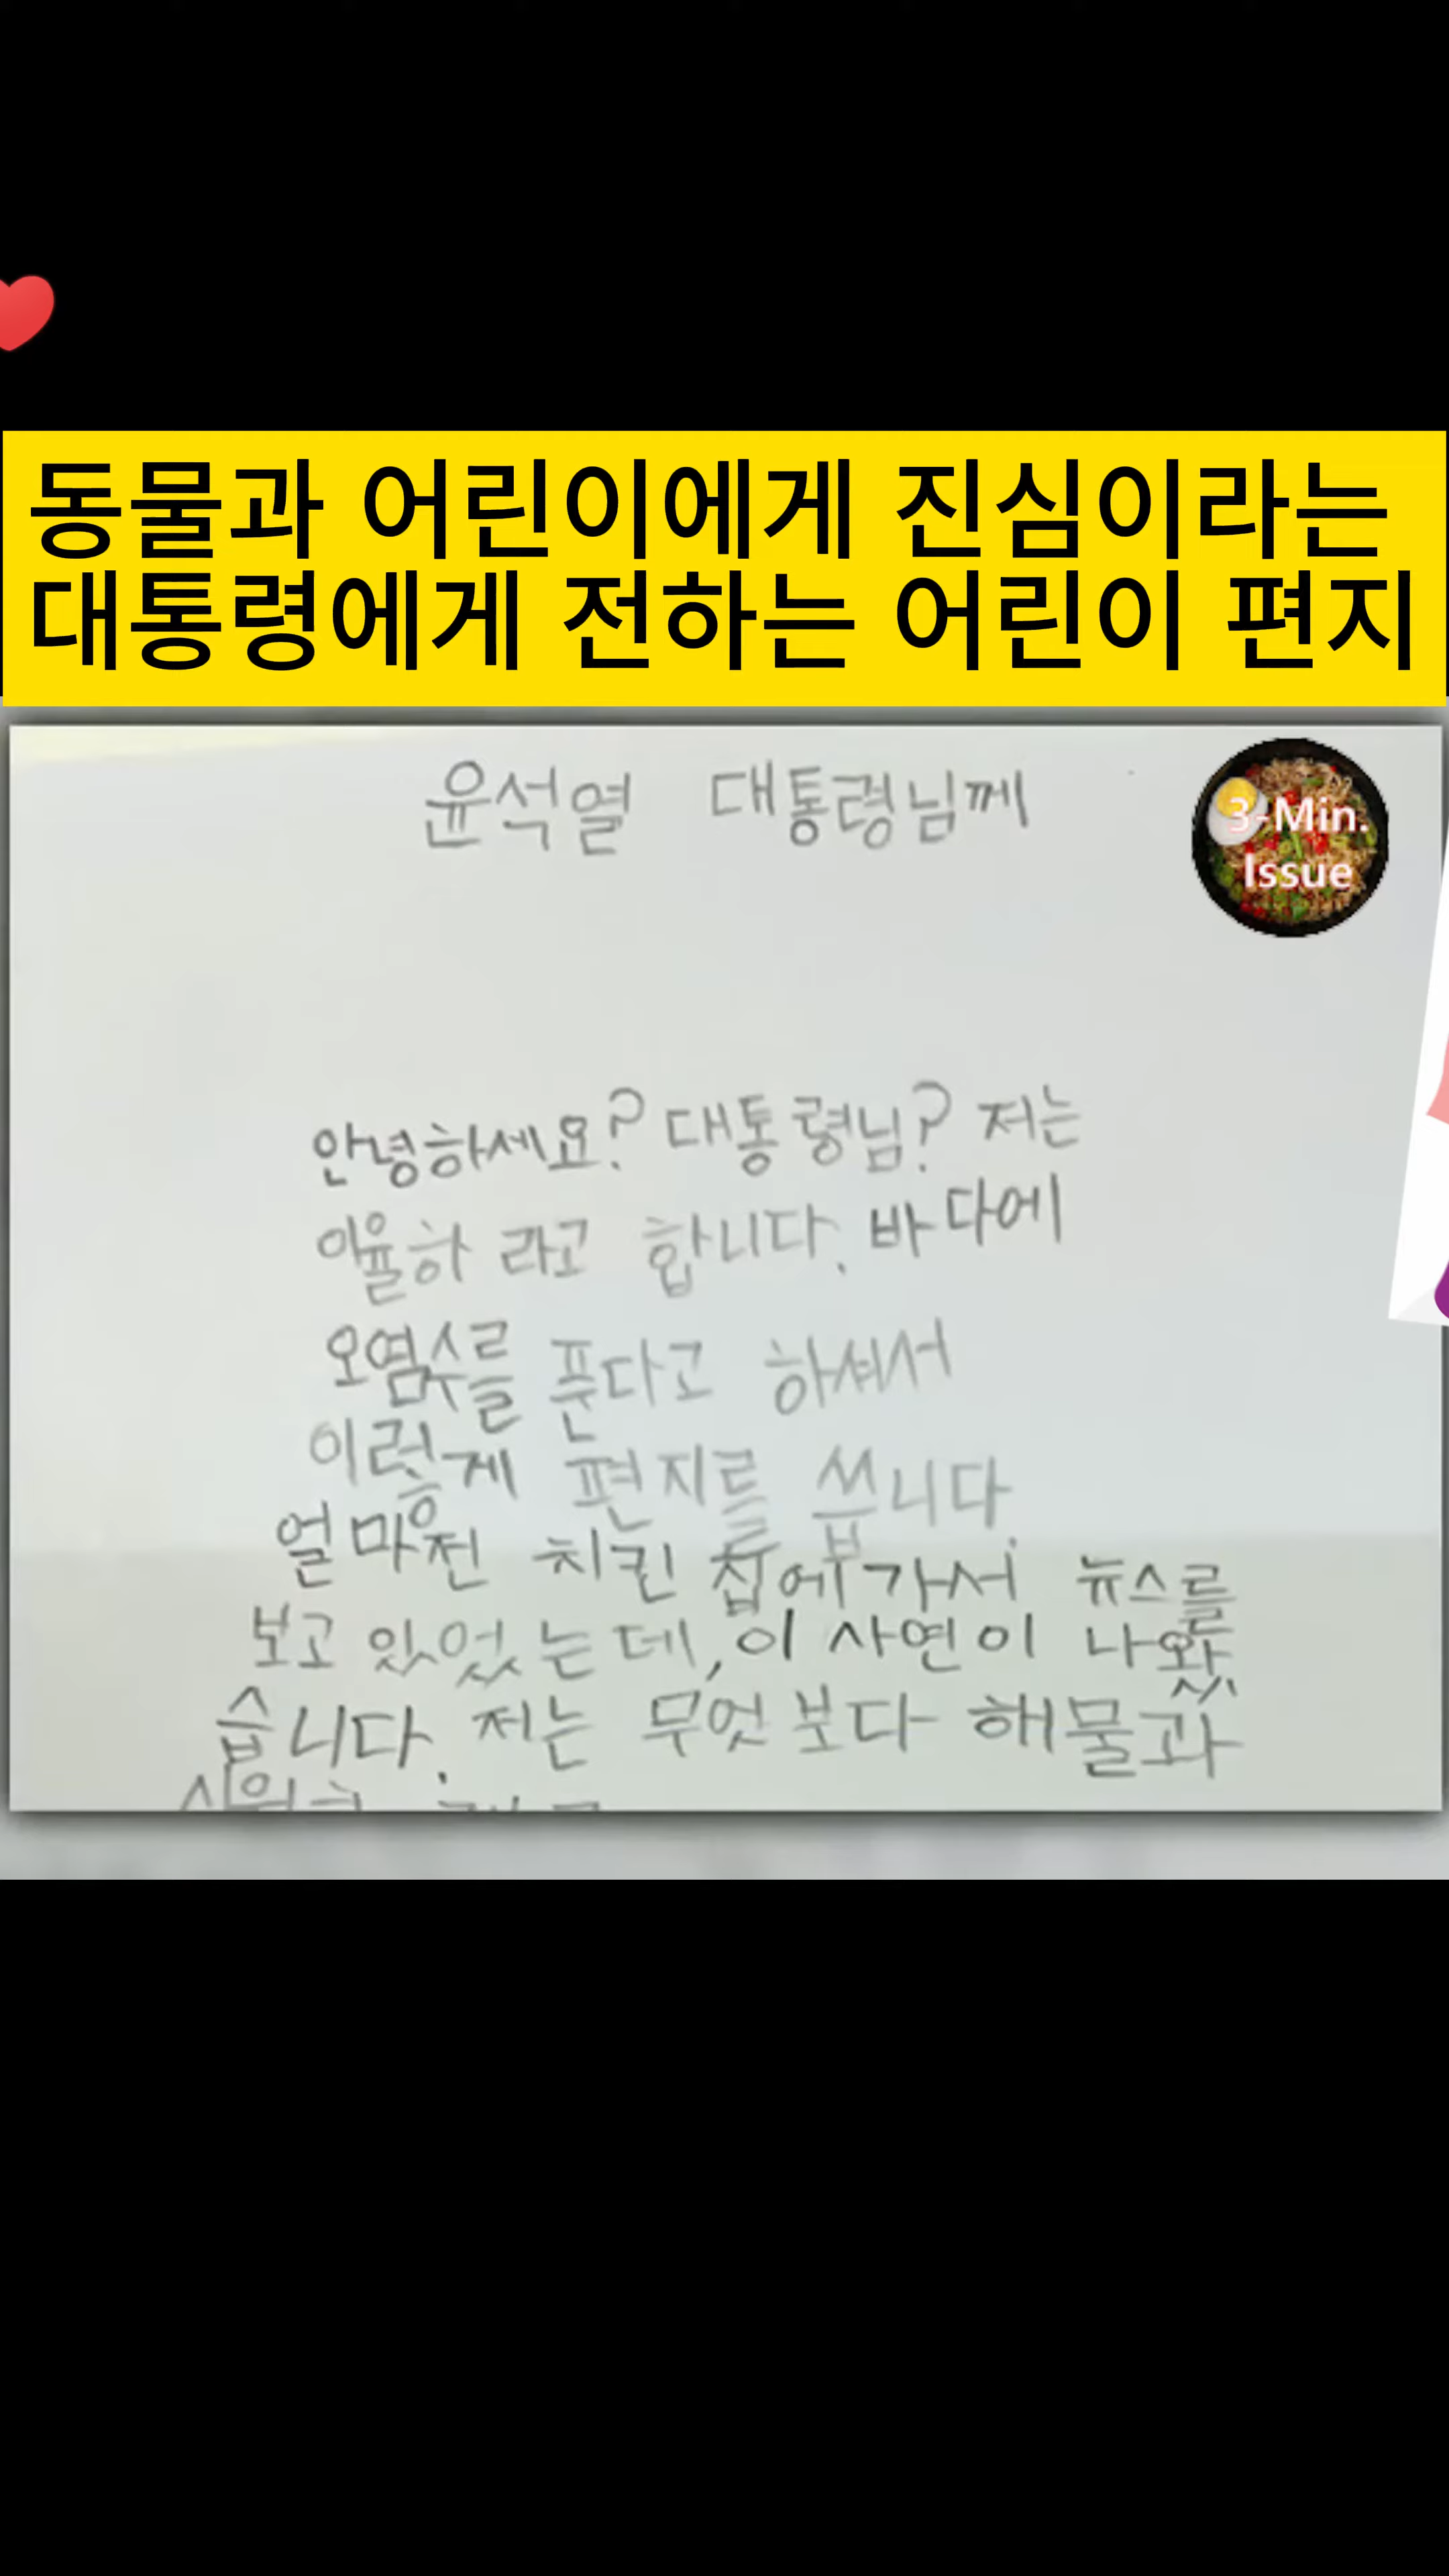 동물과 어린이에게 진심이라는
대통령에게 전하는 어린이 편지
3-Min.
Issue
윤석열 대통령님께
안녕하세요? 대통령님? 저는
이율하 라고 합니다. 바다에
오염수를 푼다고 하셔서
이렇게 편지를 씁니다.
얼마전 치킨 집에 가서 뉴스를
보고 있었는데, 이 사연이 나왔
습니다. 저는 무엇보다 해물과